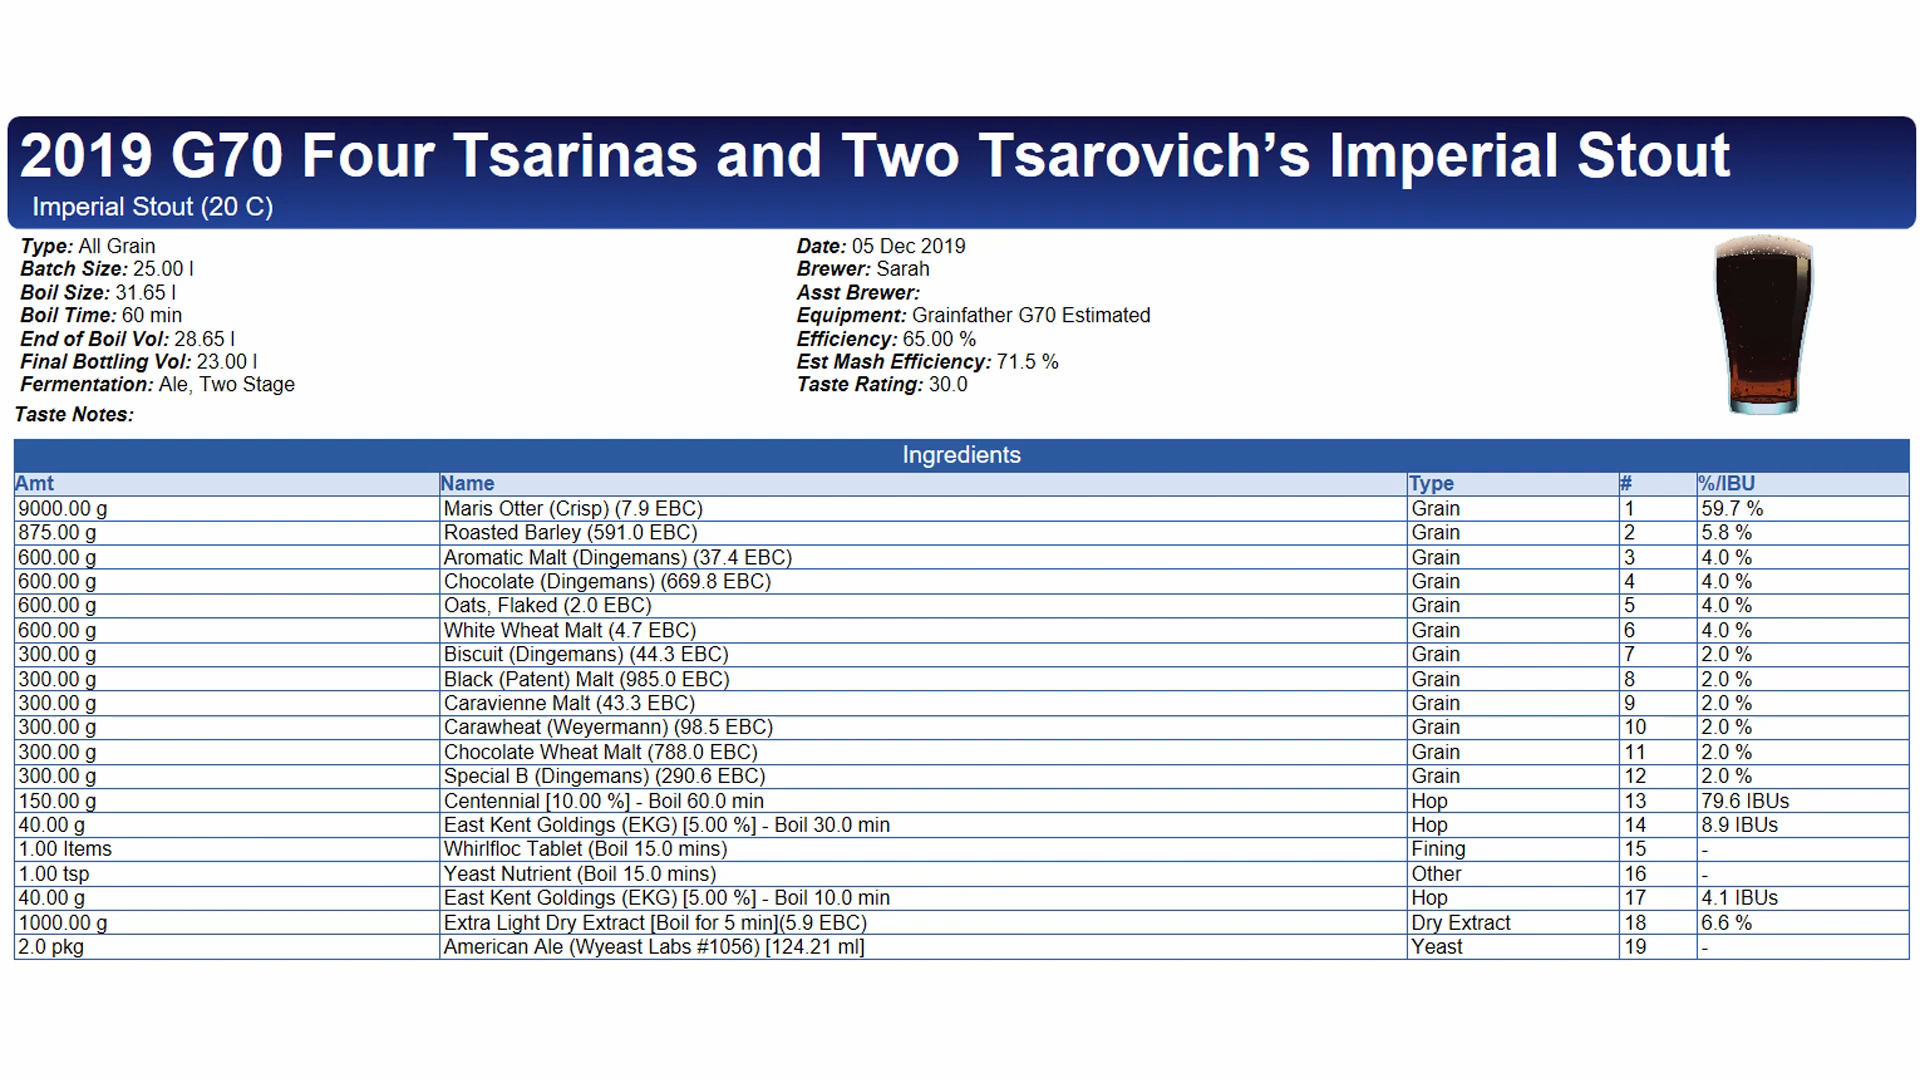 2019 G70 Four Tsarinas and Two Tsarovich’s Imperial Stout
Imperial Stout (20 C)
Type: All Grain
Batch Size: 25.00 l
Boil Size: 31.65 l
Boil Time: 60 min
End of Boil Vol: 28.65 l
Final Bottling Vol: 23.00 l
Fermentation: Ale, Two Stage
Date: 05 Dec 2019
Brewer: Sarah
Asst Brewer:
Equipment: Grainfather G70 Estimated
Efficiency: 65.00 %
Est Mash Efficiency: 71.5 %
Taste Rating: 30.0
Taste Notes:
Ingredients
Amt Name Type # %/IBU
9000.00 g Maris Otter (Crisp) (7.9 EBC) Grain 1 59.7 %
875.00 g Roasted Barley (591.0 EBC) Grain 2 5.8 %
600.00 g Aromatic Malt (Dingemans) (37.4 EBC) Grain 3 4.0 %
600.00 g Chocolate (Dingemans) (669.8 EBC) Grain 4 4.0 %
600.00 g Oats, Flaked (2.0 EBC) Grain 5 4.0 %
600.00 g White Wheat Malt (4.7 EBC) Grain 6 4.0 %
300.00 g Biscuit (Dingemans) (44.3 EBC) Grain 7 2.0 %
300.00 g Black (Patent) Malt (985.0 EBC) Grain 8 2.0 %
300.00 g Caravienne Malt (43.3 EBC) Grain 9 2.0 %
300.00 g Carawheat (Weyermann) (98.5 EBC) Grain 10 2.0 %
300.00 g Chocolate Wheat Malt (788.0 EBC) Grain 11 2.0 %
300.00 g Special B (Dingemans) (290.6 EBC) Grain 12 2.0 %
150.00 g Centennial [10.00 %] - Boil 60.0 min Hop 13 79.6 IBUs
40.00 g East Kent Goldings (EKG) [5.00 %] - Boil 30.0 min Hop 14 8.9 IBUs
1.00 Items Whirlfloc Tablet (Boil 15.0 mins) Fining 15 -
1.00 tsp Yeast Nutrient (Boil 15.0 mins) Other 16 -
40.00 g East Kent Goldings (EKG) [5.00 %] - Boil 10.0 min Hop 17 4.1 IBUs
1000.00 g Extra Light Dry Extract [Boil for 5 min](5.9 EBC) Dry Extract 18 6.6 %
2.0 pkg American Ale (Wyeast Labs #1056) [124.21 ml] Yeast 19 -